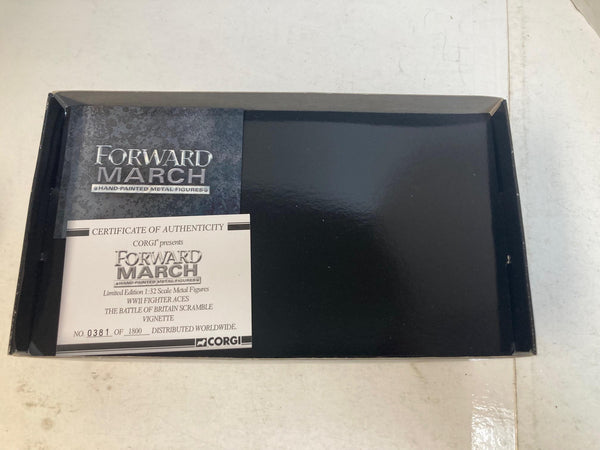 FORWARD
MARCH
HAND-PAINTED METAL FIGURES
CERTIFICATE OF AUTHENTICITY
CORGI® presents
FORWARD
MARCH
HAND-PAINTED METAL FIGURES
Limited Edition 1:32 Scale Metal Figures
WWII FIGHTER ACES
THE BATTLE OF BRITAIN SCRAMBLE
VIGNETTE
NO. 0381 OF 1800 DISTRIBUTED WORLDWIDE.
CORGI